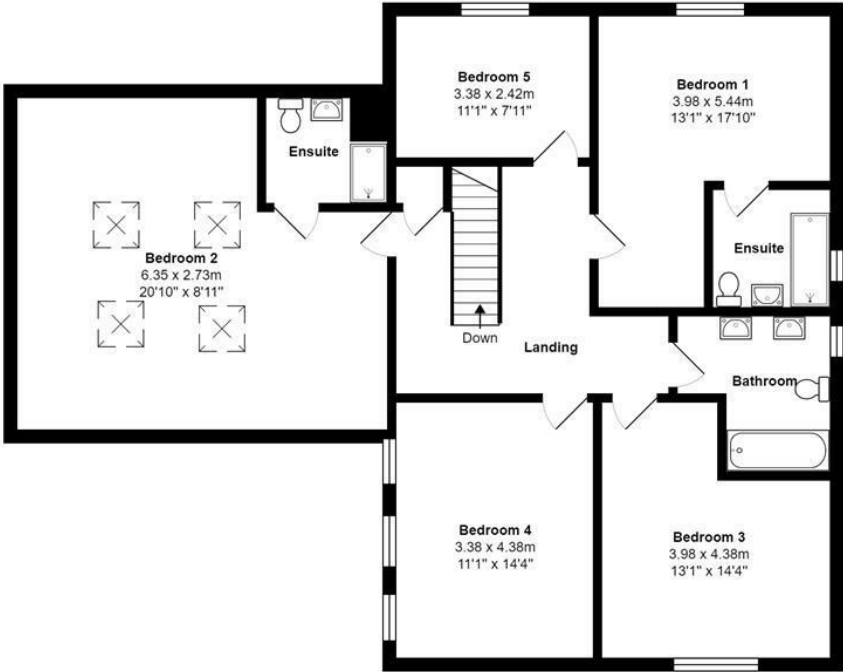 Bedroom 5
3.38 x 2.42m
11'1" x 7'11"
Bedroom 1
3.98 x 5.44m
13'1" x 17'10"
Ensuite
Bedroom 2
6.35 x 2.73m
20'10" x 8'11"
Ensuite
Down
Landing
Bathroom
Bedroom 4
3.38 x 4.38m
11'1" x 14'4"
Bedroom 3
3.98 x 4.38m
13'1" x 14'4"